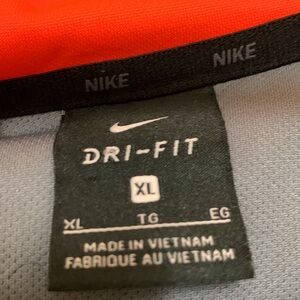 NIKE NIKE
DRI-FIT
XL
XL TG EG
MADE IN VIETNAM
FABRIQUE AU VIETNAM